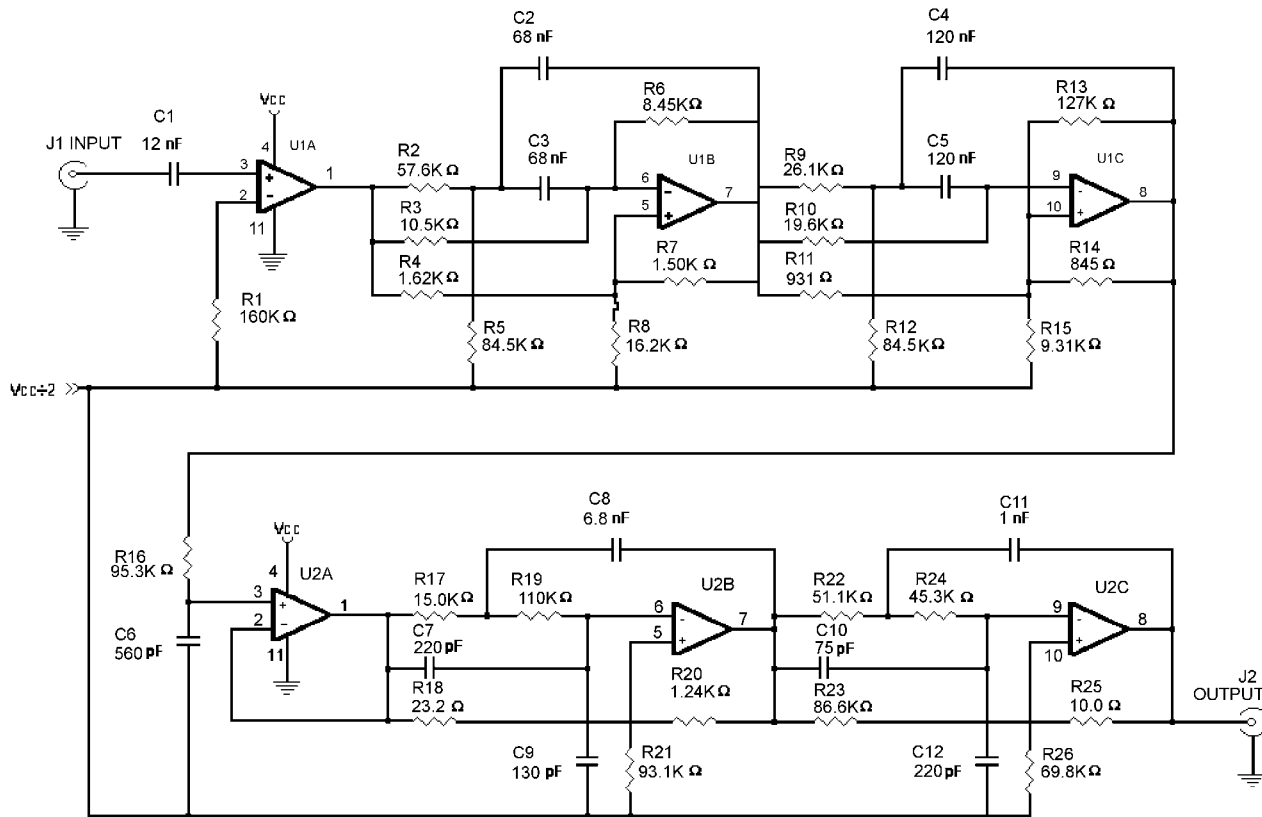 C2
68 nF
C4
120 nF
Vcc
R6
8.45KΩ
R13
127K Ω
C1
12 nF
J1 INPUT
4
U1A
3
+
1
2
-
11
R2
57.6KΩ
C3
68 nF
U1B
6
-
7
5
+
R9
26.1KΩ
C5
120 nF
U1C
9
-
8
10
+
R3
10.5KΩ
R10
19.6KΩ
R4
1.62KΩ
R7
1.50K Ω
R11
931 Ω
R14
845 Ω
R1
160KΩ
R5
84.5KΩ
R8
16.2KΩ
R12
84.5KΩ
R15
9.31KΩ
Vcc÷2
C8
6.8 nF
C11
1 nF
Vcc
R16
95.3KΩ
4
U2A
3
+
1
2
-
11
R17
15.0KΩ
R19
110KΩ
U2B
6
-
7
5
+
R22
51.1KΩ
R24
45.3KΩ
U2C
9
-
8
10
+
C6
560 pF
C7
220 pF
C10
75 pF
R18
23.2 Ω
R20
1.24KΩ
R23
86.6KΩ
R25
10.0 Ω
J2
OUTPUT
C9
130 pF
R21
93.1KΩ
C12
220 pF
R26
69.8KΩ